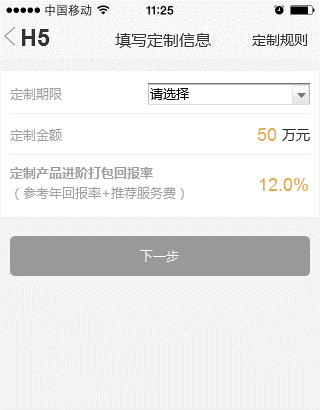 中国移动 11:25
H5 填写定制信息 定制规则
定制期限 请选择
定制金额 50 万元
定制产品进阶打包回报率
（参考年回报率+推荐服务费） 12.0%
下一步